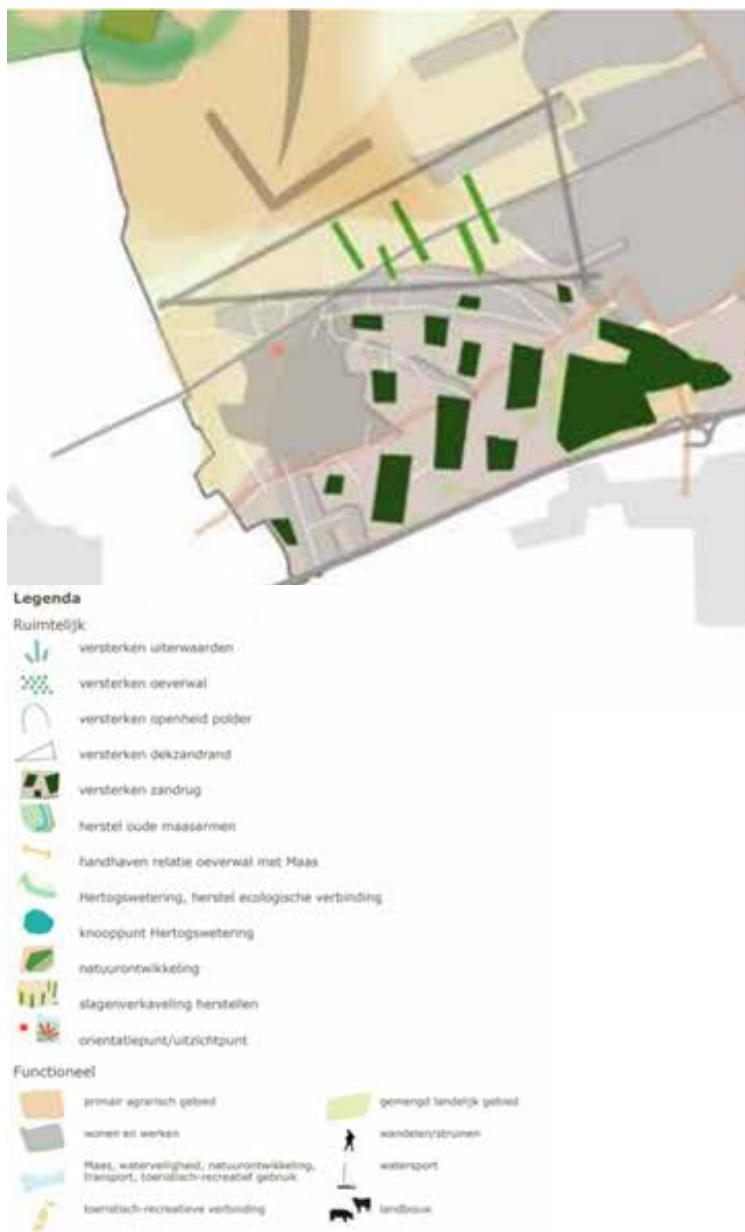 Legenda
Ruimtelijk
versterken uiterwaarden
versterken oeverwal
versterken openheid polder
versterken dekzandrand
versterken zandrug
herstel oude maasarmen
handhaven relatie oeverwal met Maas
Hertogswetering, herstel ecologische verbinding
knooppunt Hertogswetering
natuurontwikkeling
slagenverkaveling herstellen
orientatiepunt/uitzichtpunt
Functioneel
primair agrarisch gebied
gemengd landelijk gebied
wonen en werken
wandelen/struinen
Maas, waterveiligheid, natuurontwikkeling,
transport, toeristisch-recreatief gebruik
watersport
toeristisch-recreatieve verbinding
landbouw